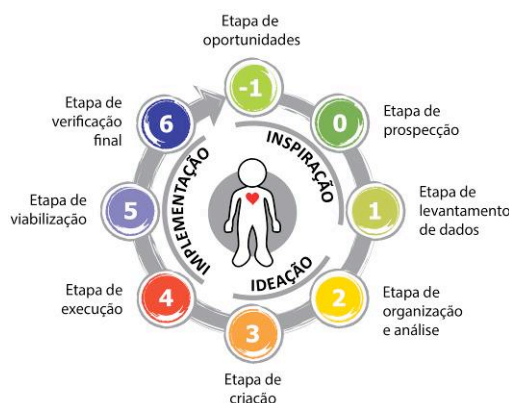 Etapa de
oportunidades
-1
0
Etapa de
prospecção
1
Etapa de
levantamento
de dados
2
Etapa de
organização
e análise
3
Etapa de
criação
4
Etapa de
execução
5
Etapa de
viabilização
6
Etapa de
verificação
final
INSPIRAÇÃO
IDEAÇÃO
IMPLEMENTAÇÃO